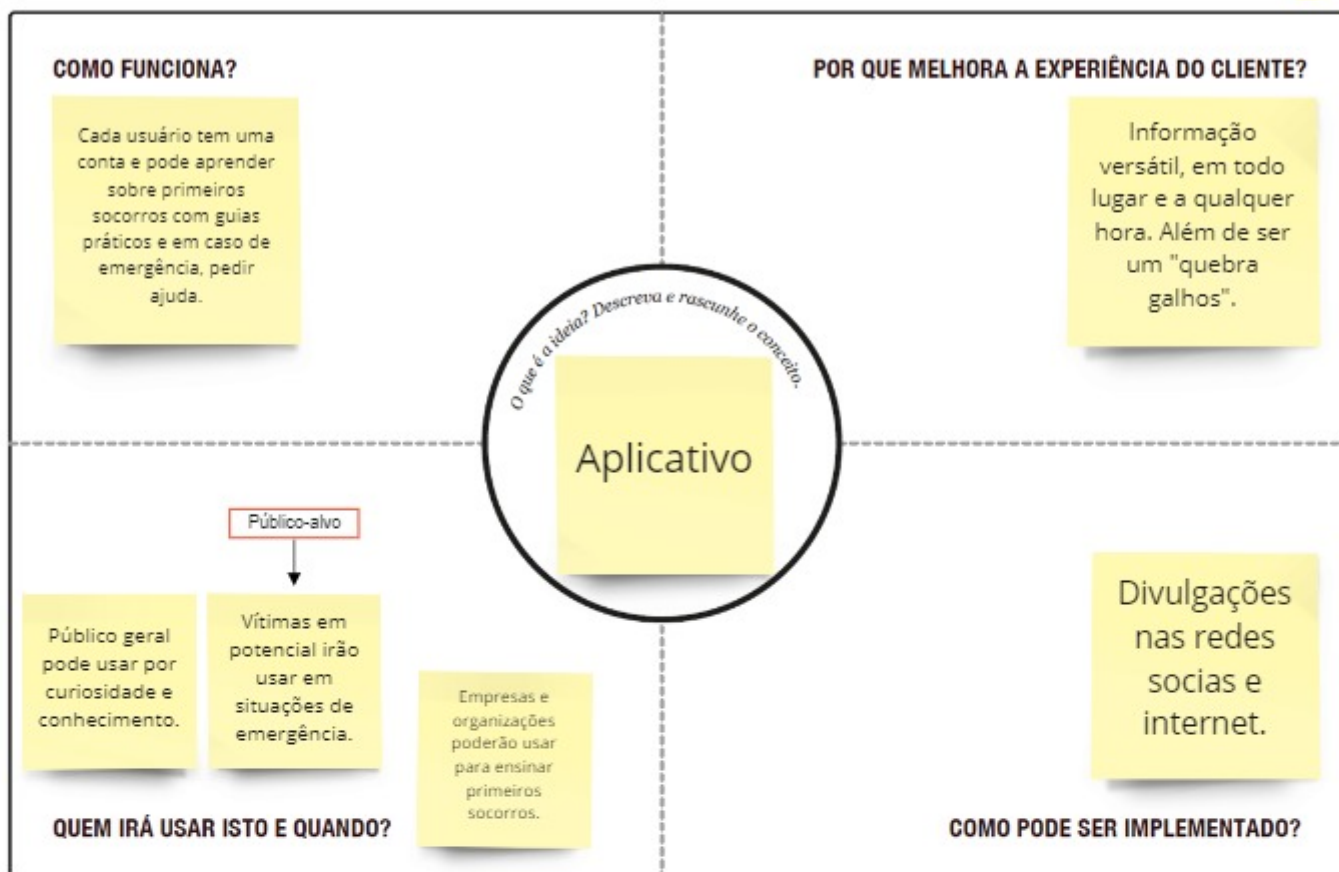 COMO FUNCIONA?
Cada usuário tem uma
conta e pode aprender
sobre primeiros
socorros com guias
práticos e em caso de
emergência, pedir
ajuda.
POR QUE MELHORA A EXPERIÊNCIA DO CLIENTE?
Informação
versátil, em todo
lugar e a qualquer
hora. Além de ser
um "quebra
galhos".
O que é a ideia? Descreva e rascunhe o conceito.
Aplicativo
Público-alvo
Público geral
pode usar por
curiosidade e
conhecimento.
Vítimas em
potencial irão
usar em
situações de
emergência.
Empresas e
organizações
poderão usar
para ensinar
primeiros
socorros.
QUEM IRÁ USAR ISTO E QUANDO?
Divulgações
nas redes
socias e
internet.
COMO PODE SER IMPLEMENTADO?